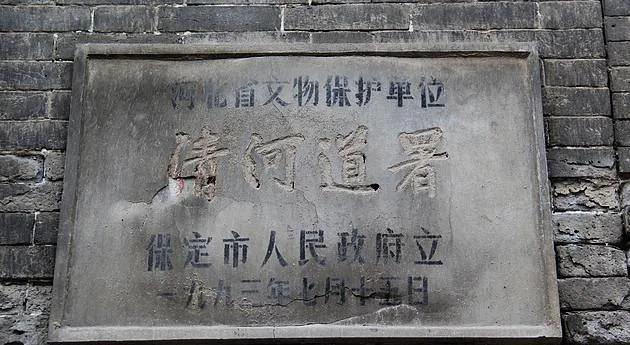 河北省文物保护单位
清河道署
保定市人民政府立
一九九三年七月十五日